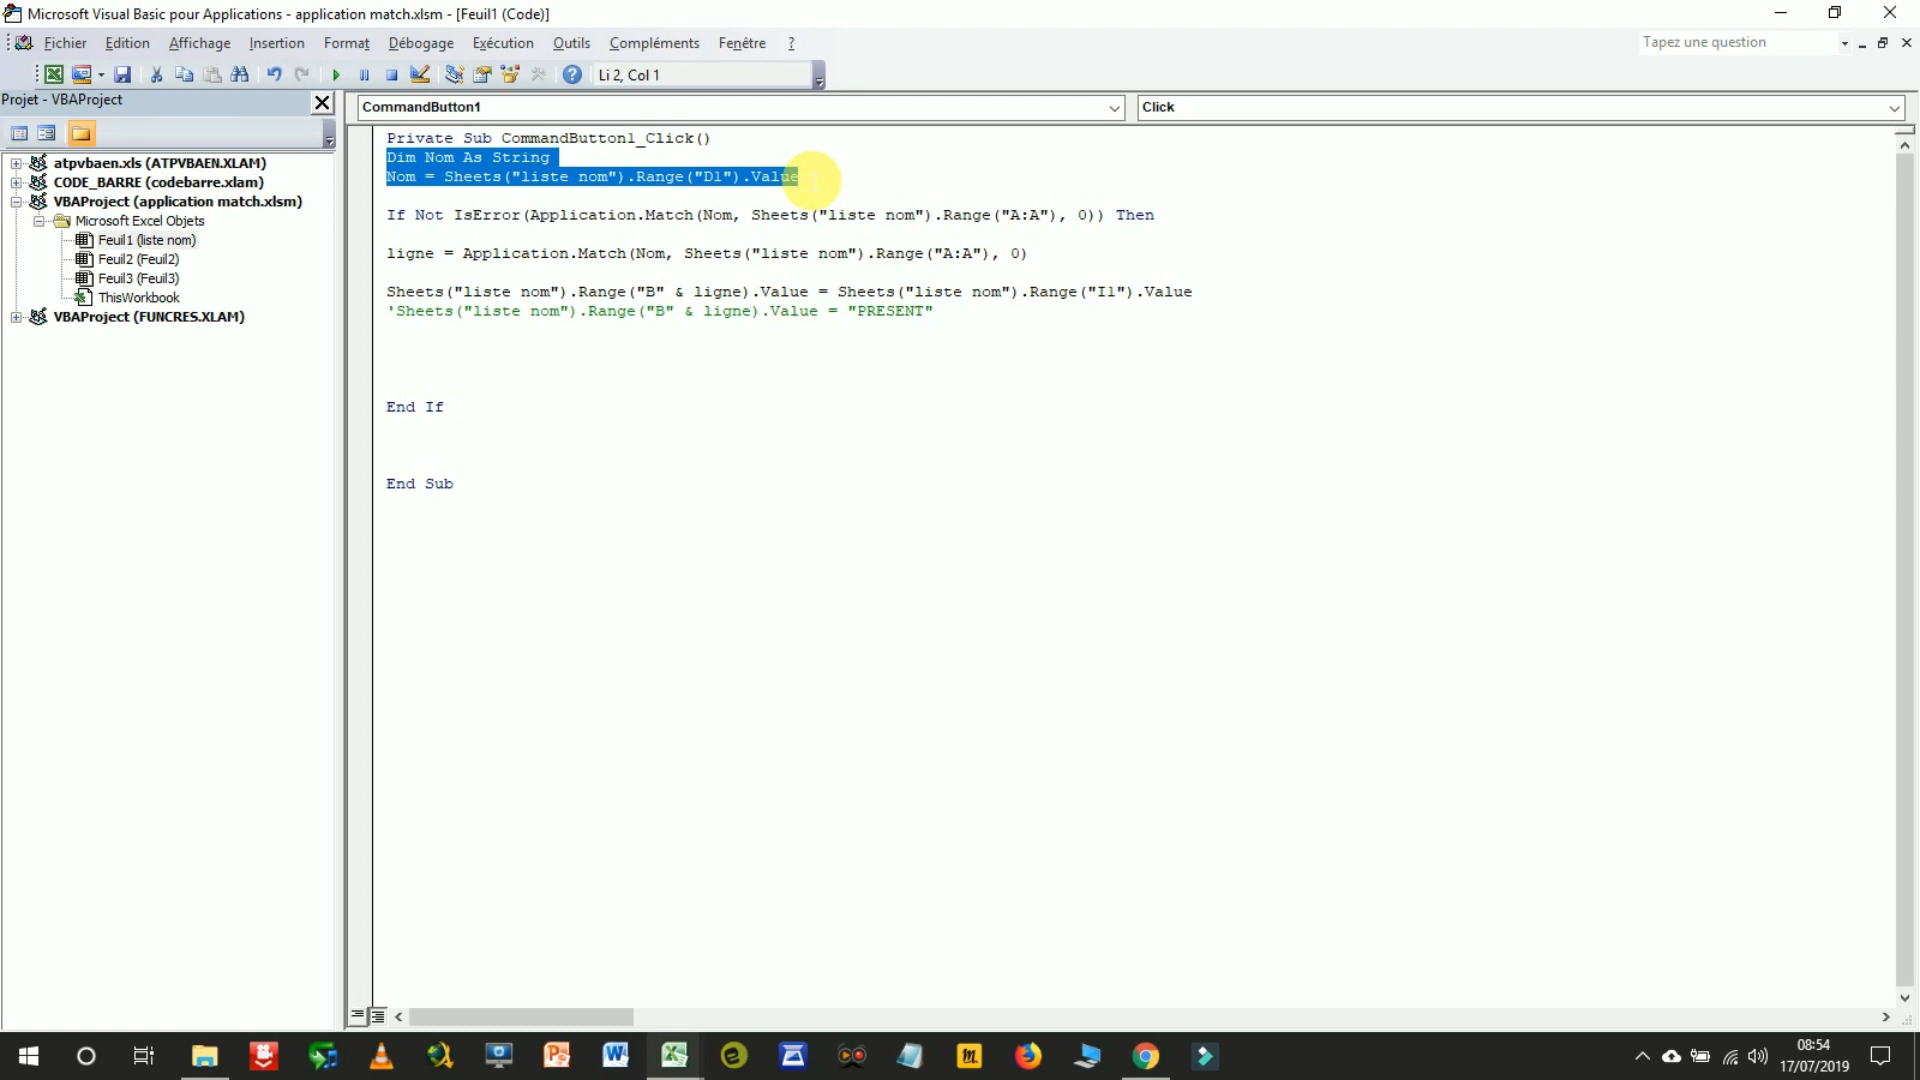 Microsoft Visual Basic pour Applications - application match.xlsm - [Feuil1 (Code)]
Fichier Edition Affichage Insertion Format Débogage Exécution Outils Compléments Fenêtre ?
Tapez une question
Li 2, Col 1
Projet - VBAProject
CommandButton1
Click
atpvbaen.xls (ATPVBAEN.XLAM)
CODE_BARRE (codebarre.xlam)
VBAProject (application match.xlsm)
Microsoft Excel Objets
Feuil1 (liste nom)
Feuil2 (Feuil2)
Feuil3 (Feuil3)
ThisWorkbook
VBAProject (FUNCRES.XLAM)
Private Sub CommandButton1_Click()
Dim Nom As String
Nom = Sheets("liste nom").Range("D1").Value
If Not IsError(Application.Match(Nom, Sheets("liste nom").Range("A:A"), 0)) Then
ligne = Application.Match(Nom, Sheets("liste nom").Range("A:A"), 0)
Sheets("liste nom").Range("B" & ligne).Value = Sheets("liste nom").Range("I1").Value
'Sheets("liste nom").Range("B" & ligne).Value = "PRESENT"
End If
End Sub
08:54
17/07/2019